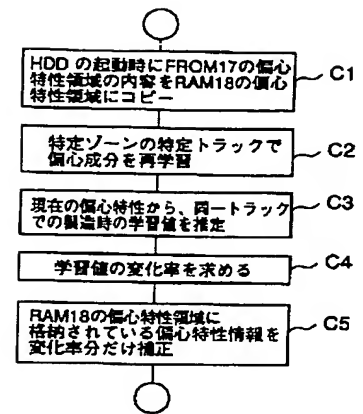 HDD の起動時にFROM17の偏心
特性領域の内容をRAM18の偏心
特性領域にコピー
C1
特定ゾーンの特定トラックで
偏心成分を再学習
C2
現在の偏心特性から、同一トラック
での製造時の学習値を推定
C3
学習値の変化率を求める
C4
RAM18の偏心特性領域に
格納されている偏心特性情報を
変化率分だけ補正
C5